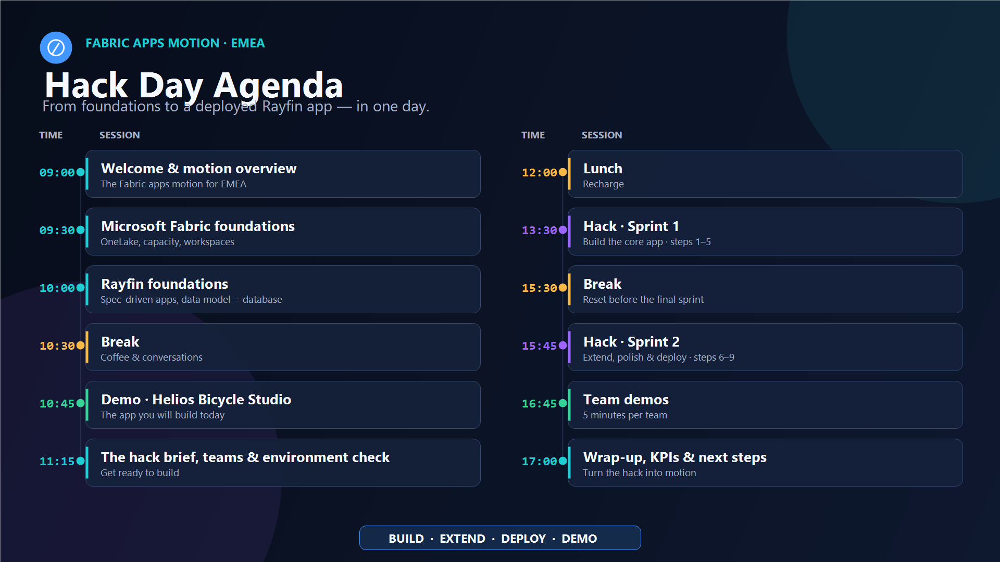 FABRIC APPS MOTION · EMEA
Hack Day Agenda
From foundations to a deployed Rayfin app — in one day.
TIME SESSION
09:00 Welcome & motion overview
The Fabric apps motion for EMEA
09:30 Microsoft Fabric foundations
OneLake, capacity, workspaces
10:00 Rayfin foundations
Spec-driven apps, data model = database
10:30 Break
Coffee & conversations
10:45 Demo · Helios Bicycle Studio
The app you will build today
11:15 The hack brief, teams & environment check
Get ready to build
TIME SESSION
12:00 Lunch
Recharge
13:30 Hack · Sprint 1
Build the core app · steps 1–5
15:30 Break
Reset before the final sprint
15:45 Hack · Sprint 2
Extend, polish & deploy · steps 6–9
16:45 Team demos
5 minutes per team
17:00 Wrap-up, KPIs & next steps
Turn the hack into motion
BUILD · EXTEND · DEPLOY · DEMO